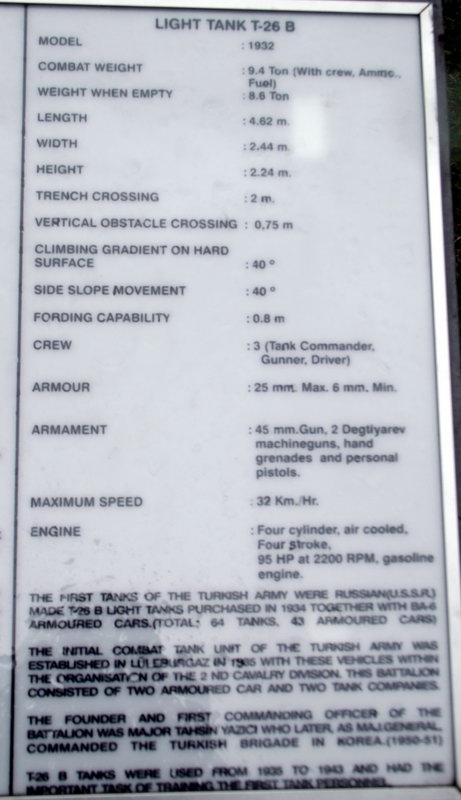 LIGHT TANK T-26 B
MODEL : 1932
COMBAT WEIGHT : 9.4 Ton (With crew, Ammo.,
Fuel)
WEIGHT WHEN EMPTY : 8.6 Ton
LENGTH : 4.62 m.
WIDTH : 2.44 m.
HEIGHT : 2.24 m.
TRENCH CROSSING : 2 m.
VERTICAL OBSTACLE CROSSING : 0,75 m
CLIMBING GRADIENT ON HARD
SURFACE : 40 °
SIDE SLOPE MOVEMENT : 40 °
FORDING CAPABILITY : 0.8 m
CREW : 3 (Tank Commander,
Gunner, Driver)
ARMOUR : 25 mm. Max. 6 mm. Min.
ARMAMENT : 45 mm.Gun, 2 Degtiyarev
machineguns, hand
grenades and personal
pistols.
MAXIMUM SPEED : 32 Km./Hr.
ENGINE : Four cylinder, air cooled,
Four stroke,
95 HP at 2200 RPM, gasoline
engine.
THE FIRST TANKS OF THE TURKISH ARMY WERE RUSSIAN(U.S.S.R.)
MADE T-26 B LIGHT TANKS PURCHASED IN 1934 TOGETHER WITH BA-6
ARMOURED CARS.(TOTAL: 64 TANKS, 43 ARMOURED CARS)
THE INITIAL COMBAT TANK UNIT OF THE TURKISH ARMY WAS
ESTABLISHED IN LÜLEBURGAZ IN 1935 WITH THESE VEHICLES WITHIN
THE ORGANISATION OF THE 2 ND CAVALRY DIVISION. THIS BATTALION
CONSISTED OF TWO ARMOURED CAR AND TWO TANK COMPANIES.
THE FOUNDER AND FIRST COMMANDING OFFICER OF THE
BATTALION WAS MAJOR TAHSİN YAZICI WHO LATER, AS MAJ.GENERAL,
COMMANDED THE TURKISH BRIGADE IN KOREA.(1950-51)
T-26 B TANKS WERE USED FROM 1935 TO 1943 AND HAD THE
IMPORTANT TASK OF TRAINING THE FIRST TANK PERSONNEL